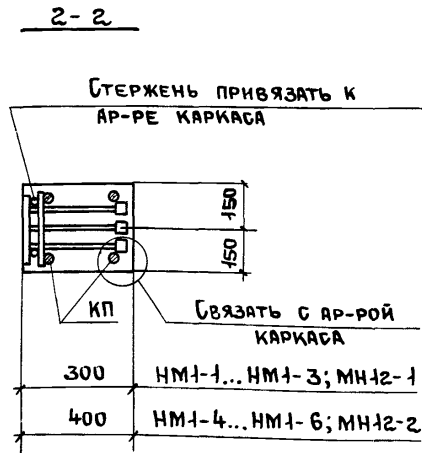 2-2
Стержень привязать к
ар-ре каркаса
150
150
КП
Связать с ар-рой
каркаса
300 НМ1-1...НМ1-3; МН12-1
400 НМ1-4...НМ1-6; МН12-2